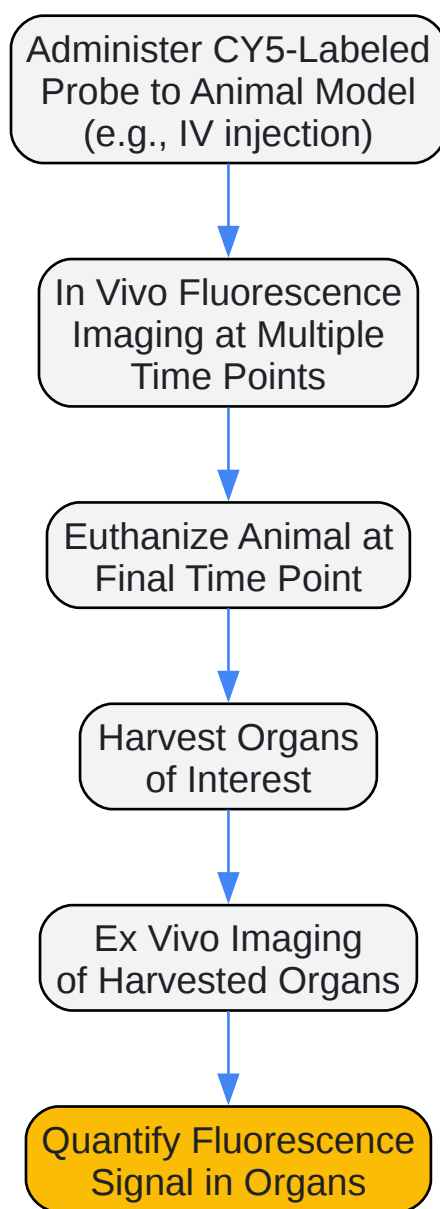 Administer CY5-Labeled
Probe to Animal Model
(e.g., IV injection)
In Vivo Fluorescence
Imaging at Multiple
Time Points
Euthanize Animal at
Final Time Point
Harvest Organs
of Interest
Ex Vivo Imaging
of Harvested Organs
Quantify Fluorescence
Signal in Organs